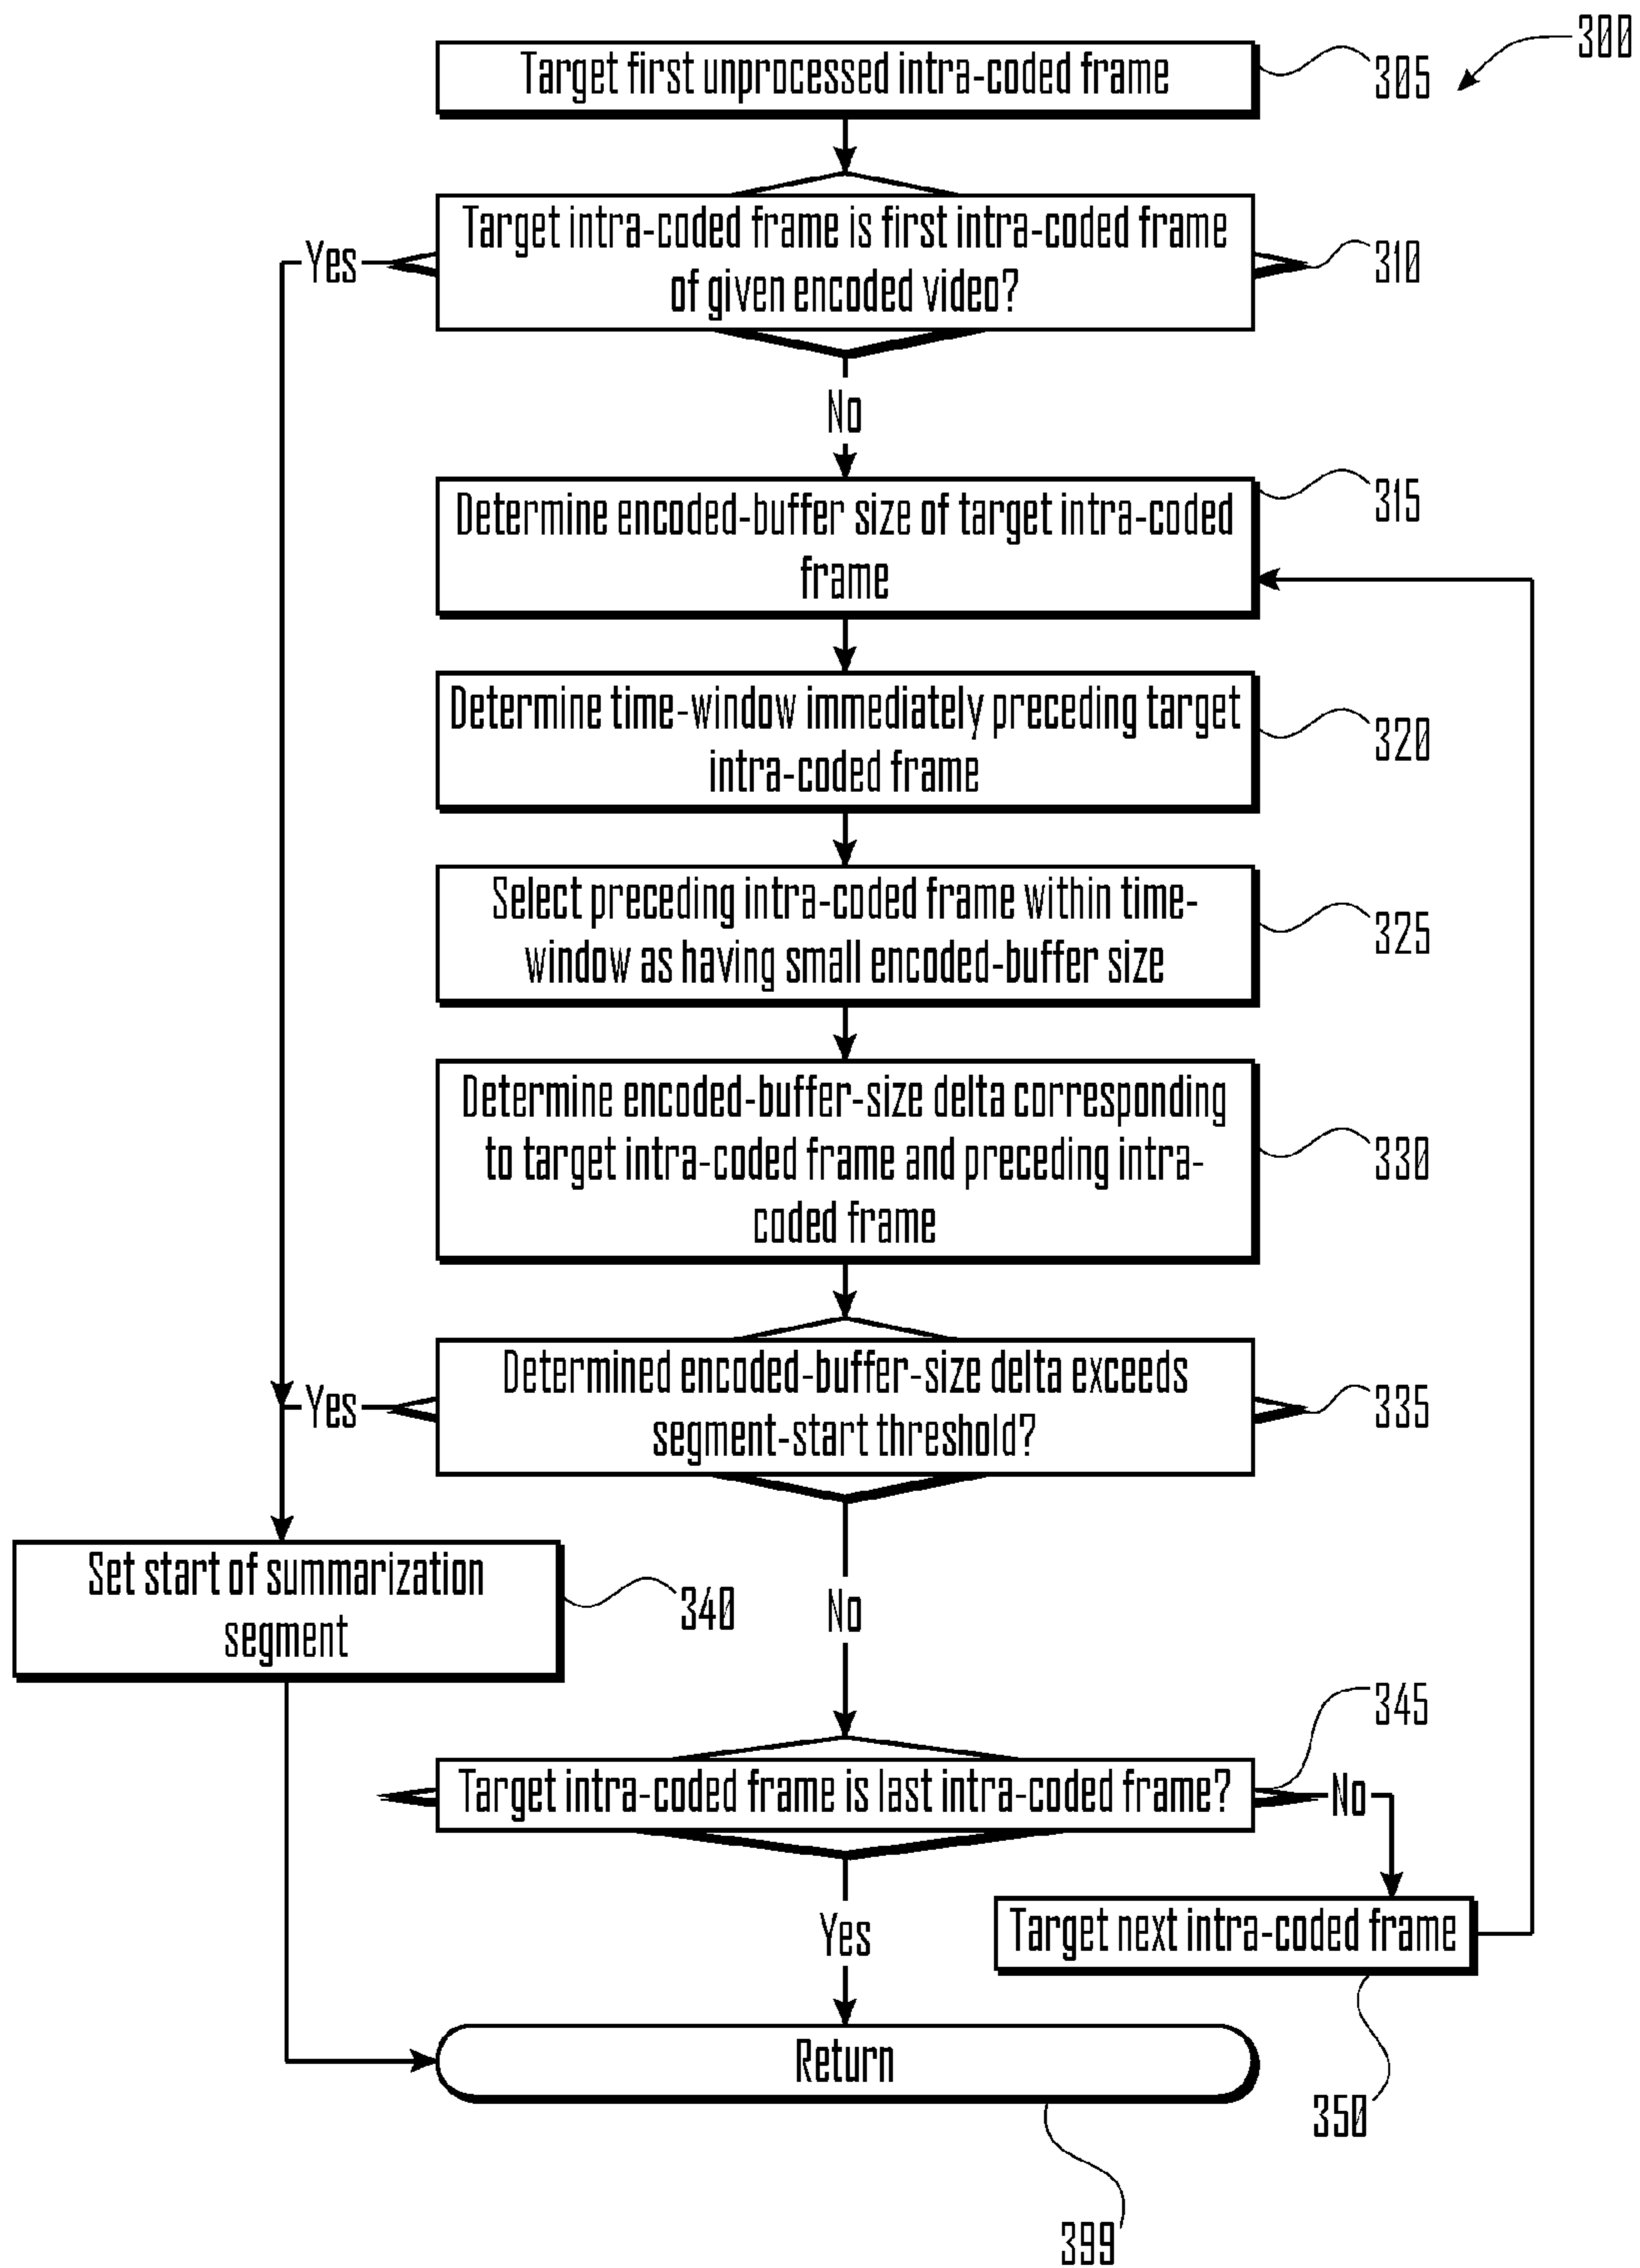 300
Target first unprocessed intra-coded frame
305
Target intra-coded frame is first intra-coded frame
of given encoded video?
310
Yes
No
Determine encoded-buffer size of target intra-coded
frame
315
Determine time-window immediately preceding target
intra-coded frame
320
Select preceding intra-coded frame within time-
window as having small encoded-buffer size
325
Determine encoded-buffer-size delta corresponding
to target intra-coded frame and preceding intra-
coded frame
330
Determined encoded-buffer-size delta exceeds
segment-start threshold?
335
Yes
No
Set start of summarization
segment
340
Target intra-coded frame is last intra-coded frame?
345
No
Yes
Target next intra-coded frame
350
Return
399